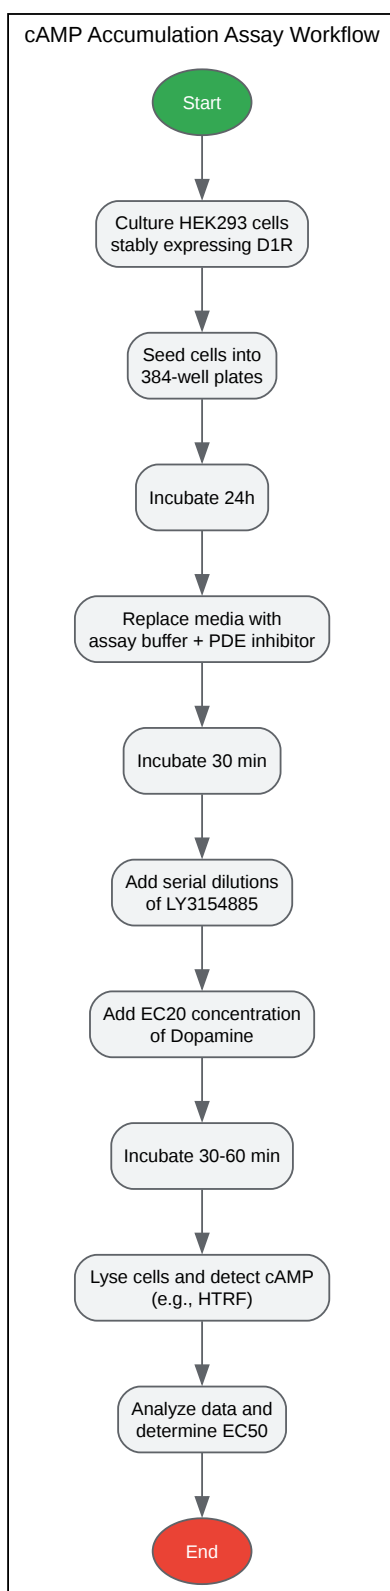 cAMP Accumulation Assay Workflow
Start
Culture HEK293 cells
stably expressing D1R
Seed cells into
384-well plates
Incubate 24h
Replace media with
assay buffer + PDE inhibitor
Incubate 30 min
Add serial dilutions
of LY3154885
Add EC20 concentration
of Dopamine
Incubate 30-60 min
Lyse cells and detect cAMP
(e.g., HTRF)
Analyze data and
determine EC50
End